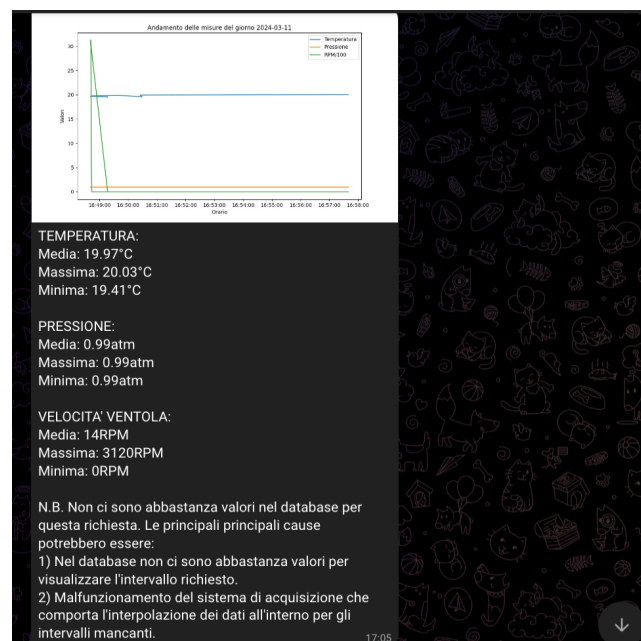 Andamento delle misure del giorno 2024-03-11
Temperatura
Pressione
RPM/100
Valori
30
25
20
15
10
5
0
16:49:00 16:50:00 16:51:00 16:52:00 16:53:00 16:54:00 16:55:00 16:56:00 16:57:00 16:58:00
Orario
TEMPERATURA:
Media: 19.97°C
Massima: 20.03°C
Minima: 19.41°C
PRESSIONE:
Media: 0.99atm
Massima: 0.99atm
Minima: 0.99atm
VELOCITA' VENTOLA:
Media: 14RPM
Massima: 3120RPM
Minima: 0RPM
N.B. Non ci sono abbastanza valori nel database per
questa richiesta. Le principali principali cause
potrebbero essere:
1) Nel database non ci sono abbastanza valori per
visualizzare l'intervallo richiesto.
2) Malfunzionamento del sistema di acquisizione che
comporta l'interpolazione dei dati all'interno per gli
intervalli mancanti.
17:05